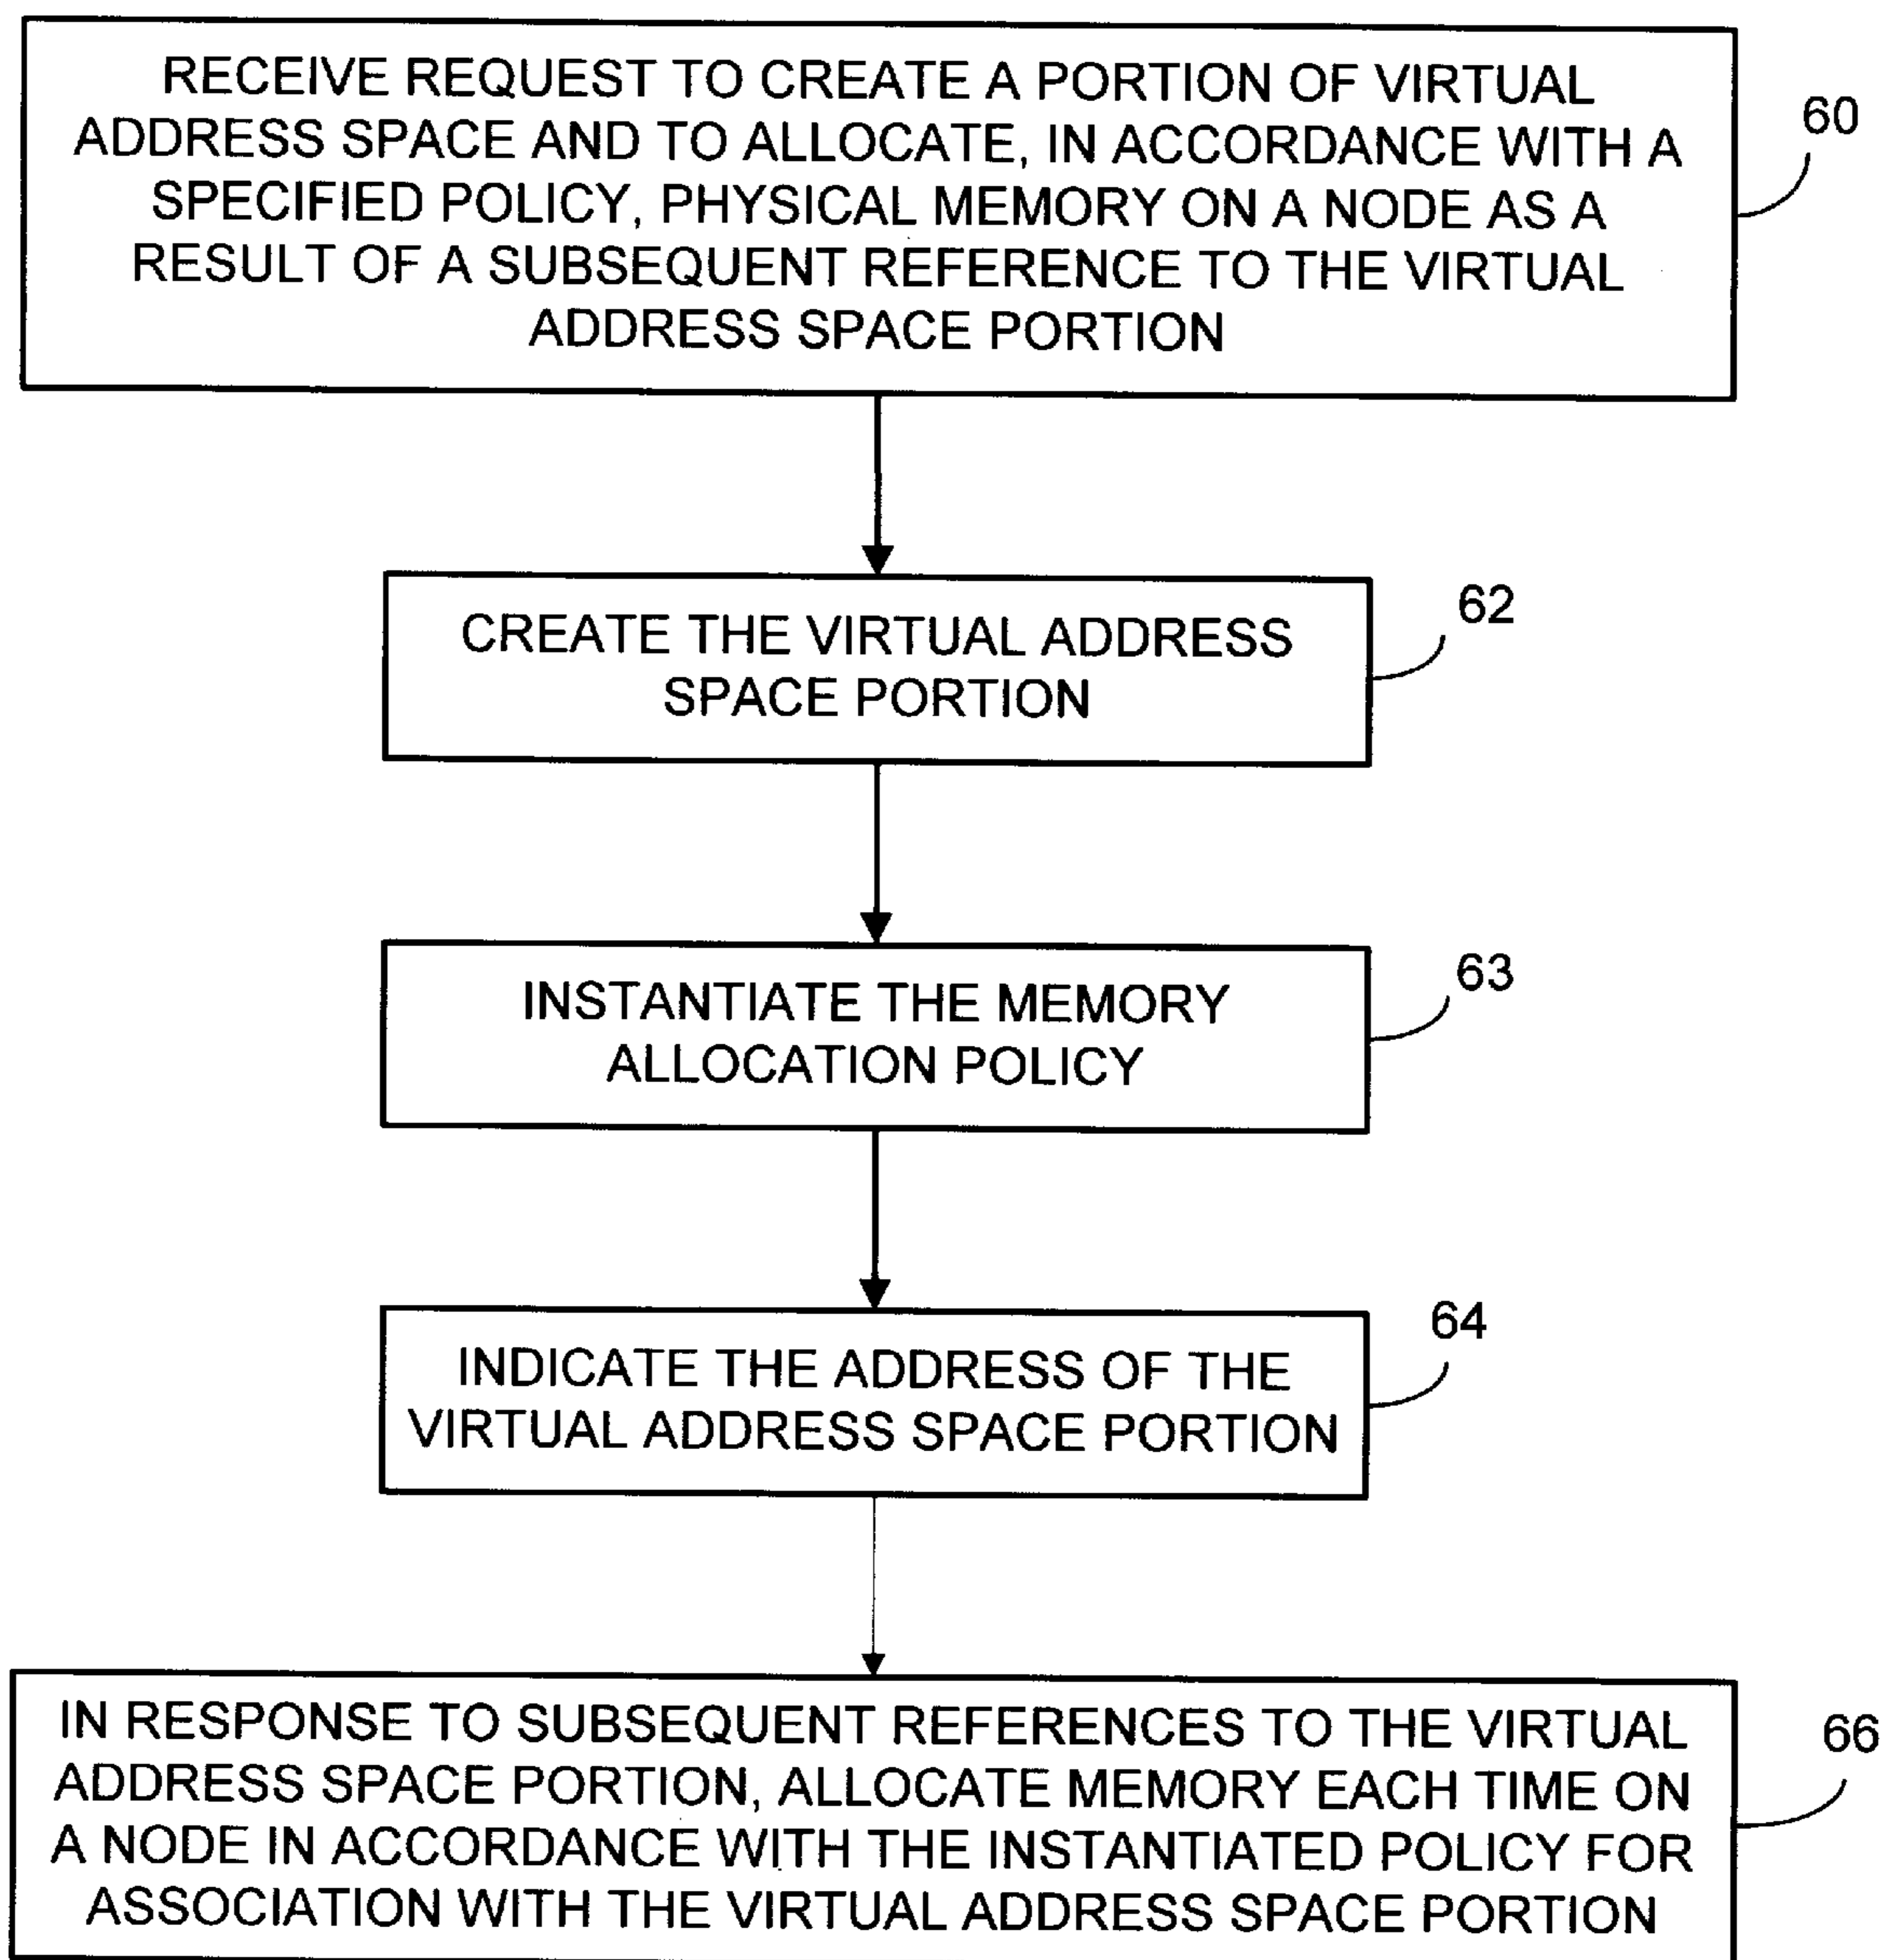 RECEIVE REQUEST TO CREATE A PORTION OF VIRTUAL
ADDRESS SPACE AND TO ALLOCATE, IN ACCORDANCE WITH A
SPECIFIED POLICY, PHYSICAL MEMORY ON A NODE AS A
RESULT OF A SUBSEQUENT REFERENCE TO THE VIRTUAL
ADDRESS SPACE PORTION
60
CREATE THE VIRTUAL ADDRESS
SPACE PORTION
62
INSTANTIATE THE MEMORY
ALLOCATION POLICY
63
INDICATE THE ADDRESS OF THE
VIRTUAL ADDRESS SPACE PORTION
64
IN RESPONSE TO SUBSEQUENT REFERENCES TO THE VIRTUAL
ADDRESS SPACE PORTION, ALLOCATE MEMORY EACH TIME ON
A NODE IN ACCORDANCE WITH THE INSTANTIATED POLICY FOR
ASSOCIATION WITH THE VIRTUAL ADDRESS SPACE PORTION
66